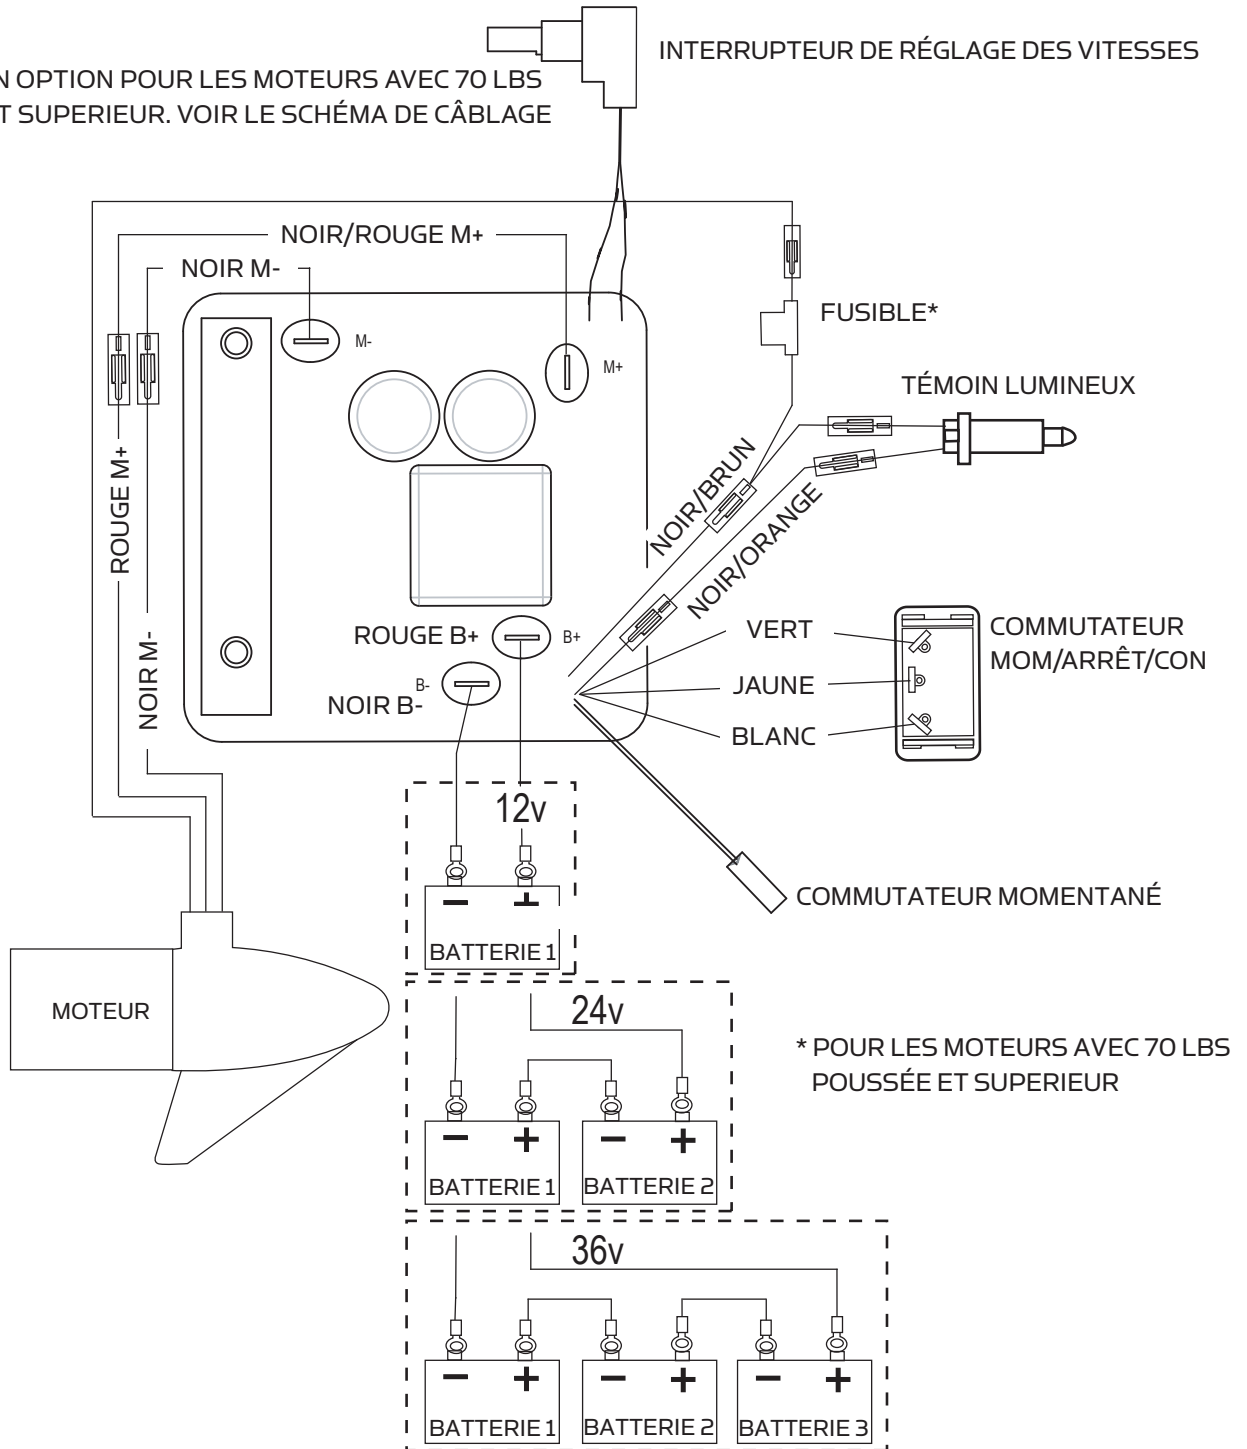 INTERRUPTEUR DE RÉGLAGE DES VITESSES
N OPTION POUR LES MOTEURS AVEC 70 LBS
T SUPERIEUR. VOIR LE SCHÉMA DE CÂBLAGE
NOIR/ROUGE M+
NOIR M-
M-
M+
FUSIBLE*
TÉMOIN LUMINEUX
ROUGE M+
NOIR M-
NOIR/BRUN
NOIR/ORANGE
ROUGE B+
B+
B-
NOIR B-
VERT
JAUNE
BLANC
COMMUTATEUR
MOM/ARRÊT/CON
12v
- +
BATTERIE 1
COMMUTATEUR MOMENTANÉ
MOTEUR
24v
- + - +
BATTERIE 1 BATTERIE 2
* POUR LES MOTEURS AVEC 70 LBS
POUSSÉE ET SUPERIEUR
36v
- + - + - +
BATTERIE 1 BATTERIE 2 BATTERIE 3